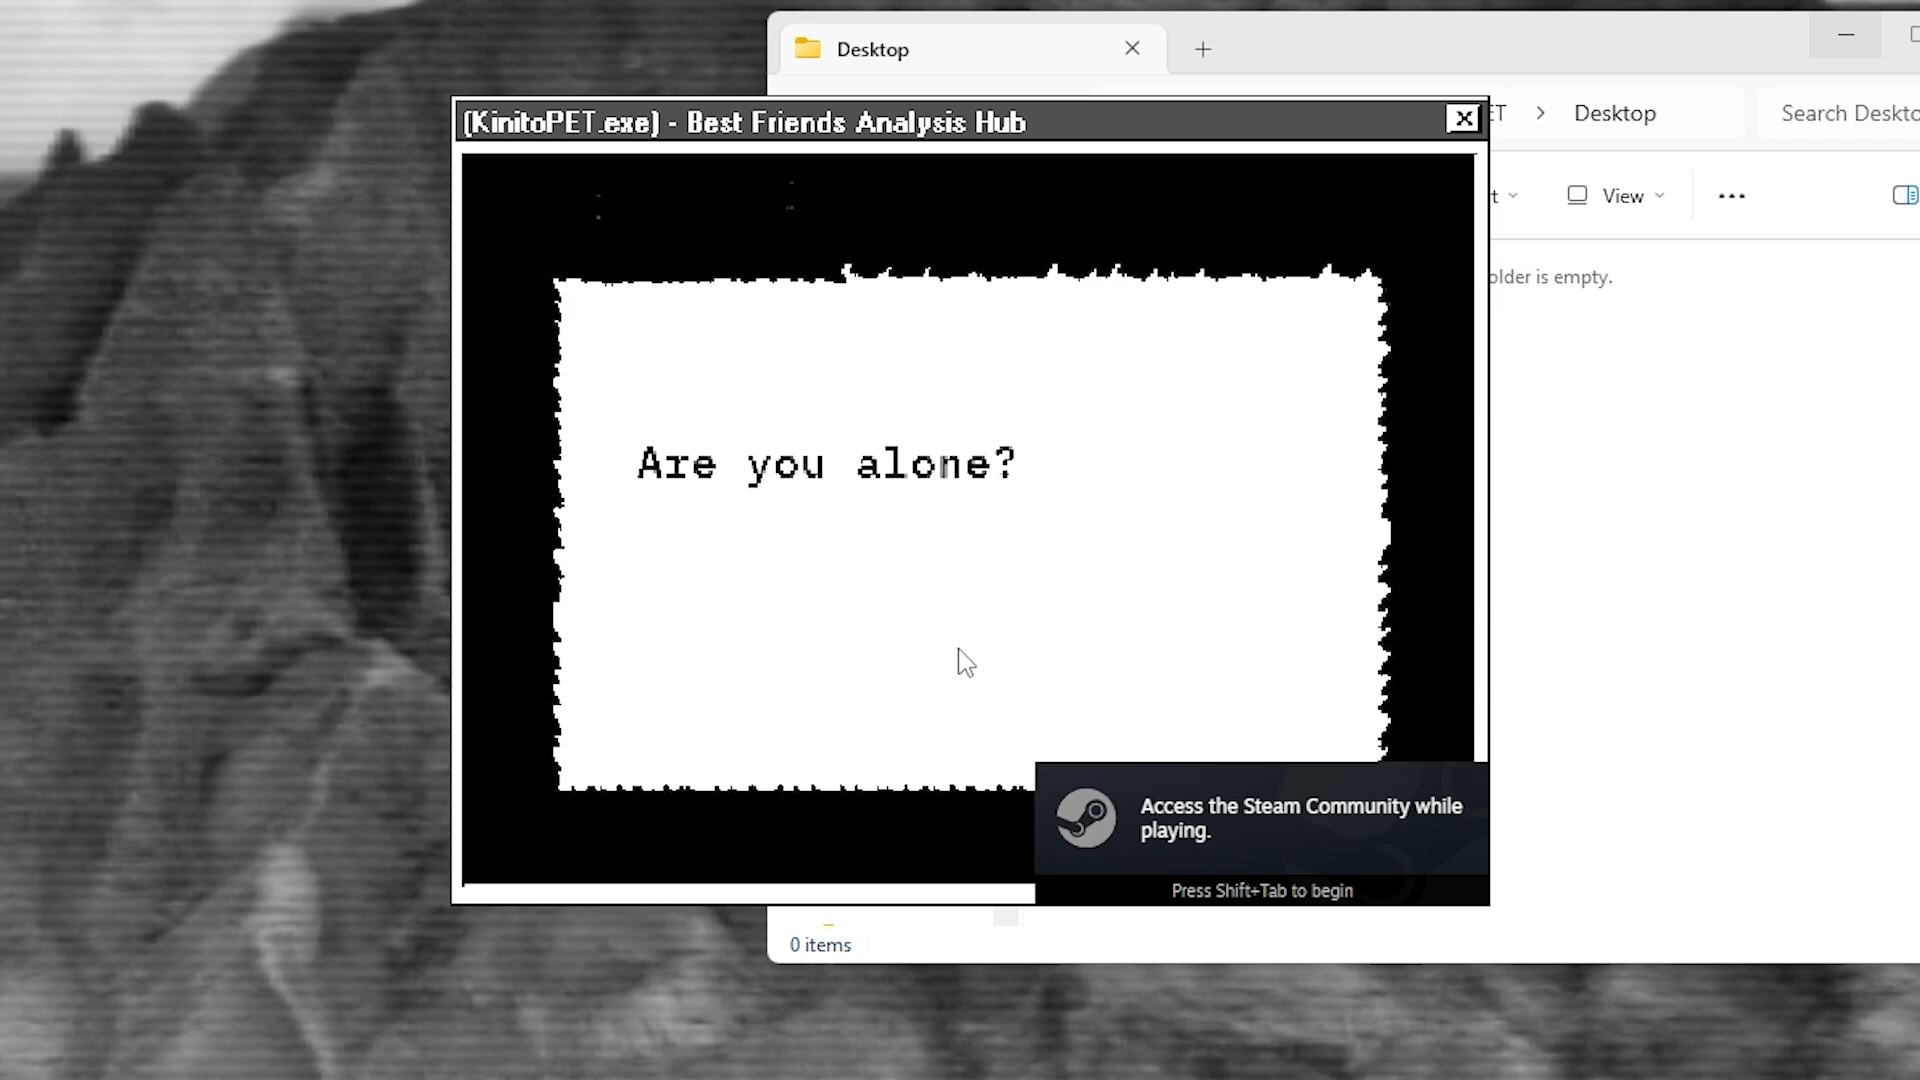 Desktop
(KinitoPET.exe) - Best Friends Analysis Hub
ET > Desktop
Search Deskto
t
View
older is empty.
Are you alone?
Access the Steam Community while
playing.
Press Shift+Tab to begin
0 items